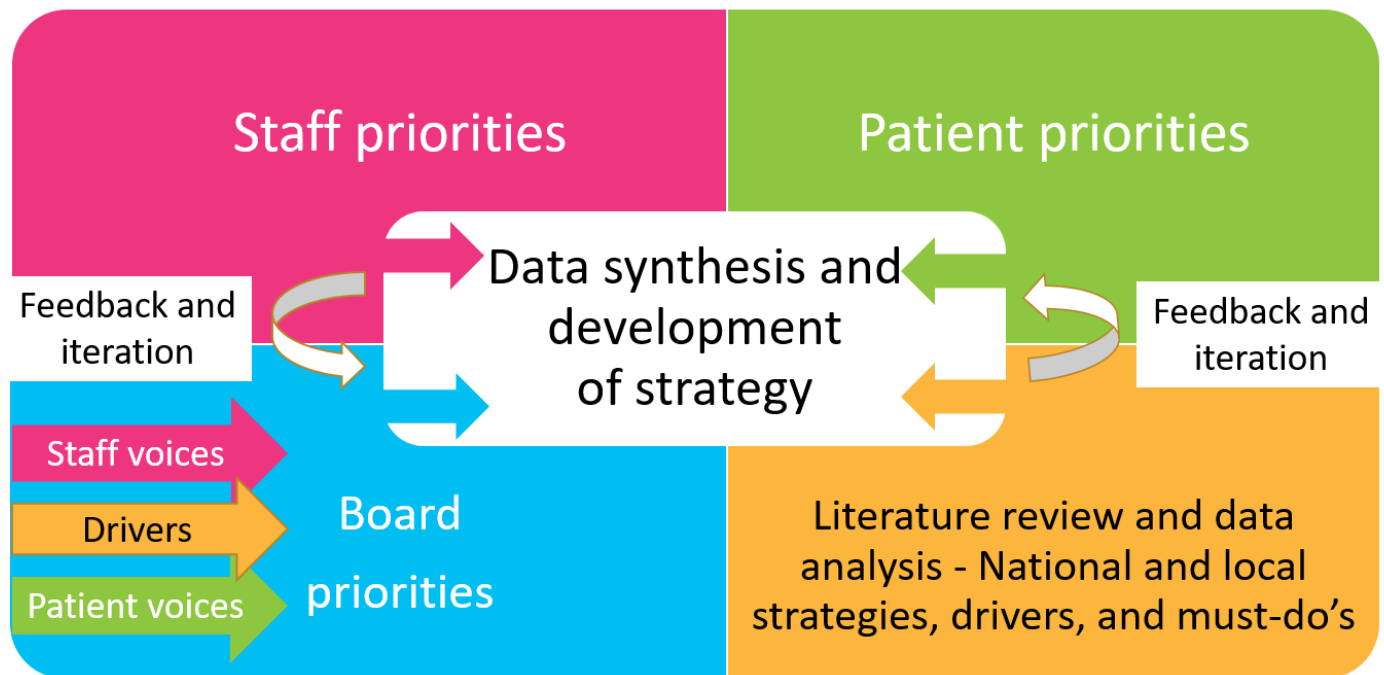 Staff priorities
Patient priorities
Data synthesis and
development
of strategy
Feedback and
iteration
Feedback and
iteration
Staff voices
Drivers
Patient voices
Board
priorities
Literature review and data
analysis - National and local
strategies, drivers, and must-do’s